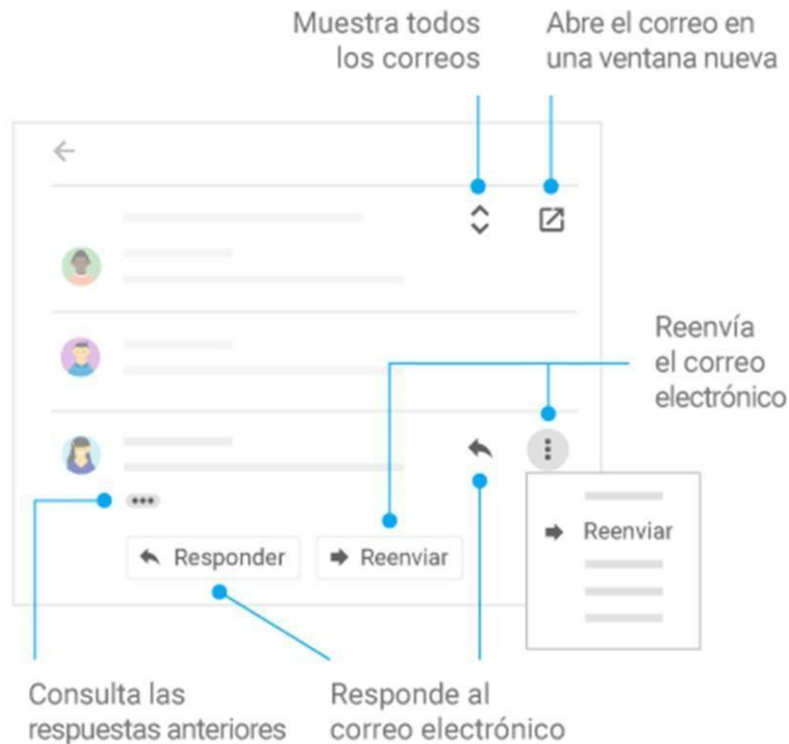 Muestra todos
los correos
Abre el correo en
una ventana nueva
Reenvía
el correo
electrónico
Reenviar
Responder
Reenviar
Consulta las
respuestas anteriores
Responde al
correo electrónico